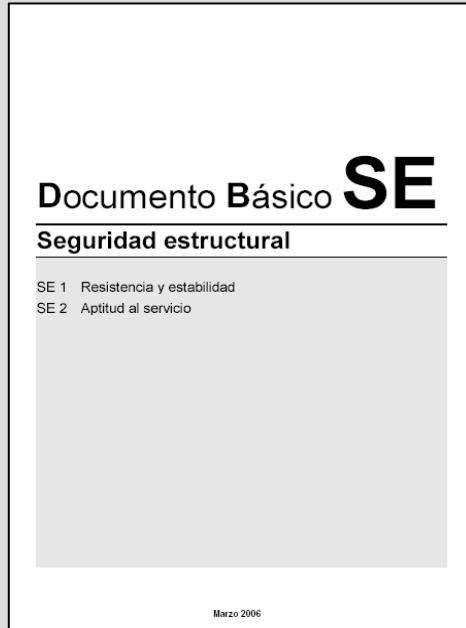 Documento Básico SE
Seguridad estructural
SE 1 Resistencia y estabilidad
SE 2 Aptitud al servicio
Marzo 2006